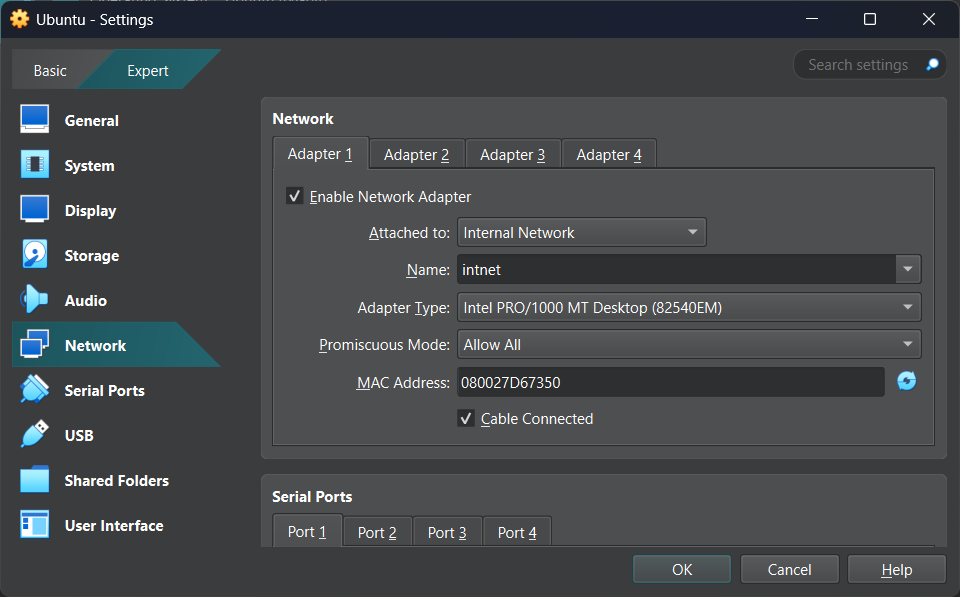 Ubuntu - Settings
Basic
Expert
Search settings
General
System
Display
Storage
Audio
Network
Serial Ports
USB
Shared Folders
User Interface
Network
Adapter 1
Adapter 2
Adapter 3
Adapter 4
Enable Network Adapter
Attached to: Internal Network
Name: intnet
Adapter Type: Intel PRO/1000 MT Desktop (82540EM)
Promiscuous Mode: Allow All
MAC Address: 080027D67350
Cable Connected
Serial Ports
Port 1
Port 2
Port 3
Port 4
OK
Cancel
Help